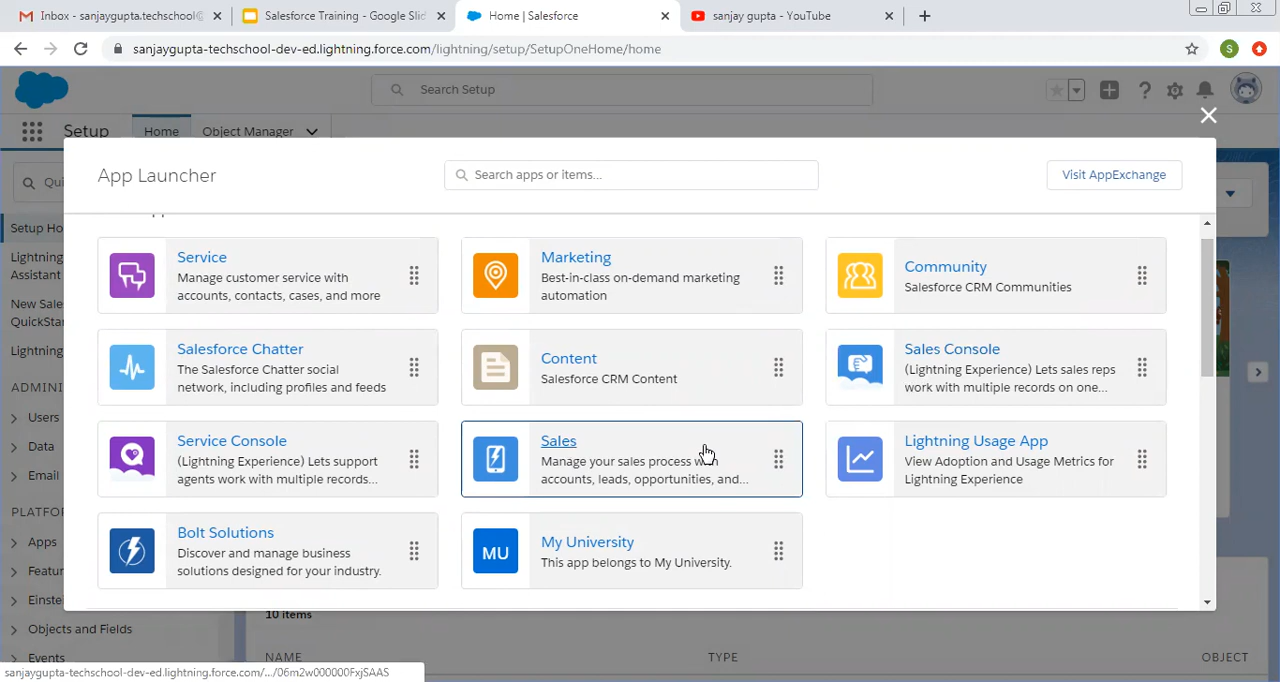 Inbox - sanjaygupta.techschool@
Salesforce Training - Google Slid
Home | Salesforce
sanjay gupta - YouTube
sanjaygupta-techschool-dev-ed.lightning.force.com/lightning/setup/SetupOneHome/home
S
Search Setup
Setup
Home
Object Manager
App Launcher
Search apps or items...
Visit AppExchange
Qui
Setup Ho
Lightning
Assistant
New Sales
QuickStar
Lightning
ADMINI
Users
Data
Email
PLATFO
Apps
Featur
Einste
Objects and Fields
Events
Service
Manage customer service with
accounts, contacts, cases, and more
Marketing
Best-in-class on-demand marketing
automation
Community
Salesforce CRM Communities
Salesforce Chatter
The Salesforce Chatter social
network, including profiles and feeds
Content
Salesforce CRM Content
Sales Console
(Lightning Experience) Lets sales reps
work with multiple records on one...
Service Console
(Lightning Experience) Lets support
agents work with multiple records...
Sales
Manage your sales process with
accounts, leads, opportunities, and...
Lightning Usage App
View Adoption and Usage Metrics for
Lightning Experience
Bolt Solutions
Discover and manage business
solutions designed for your industry.
MU
My University
This app belongs to My University.
10 items
NAME
TYPE
OBJECT
sanjaygupta-techschool-dev-ed.lightning.force.com/.../06m2w000000FxjSAAS